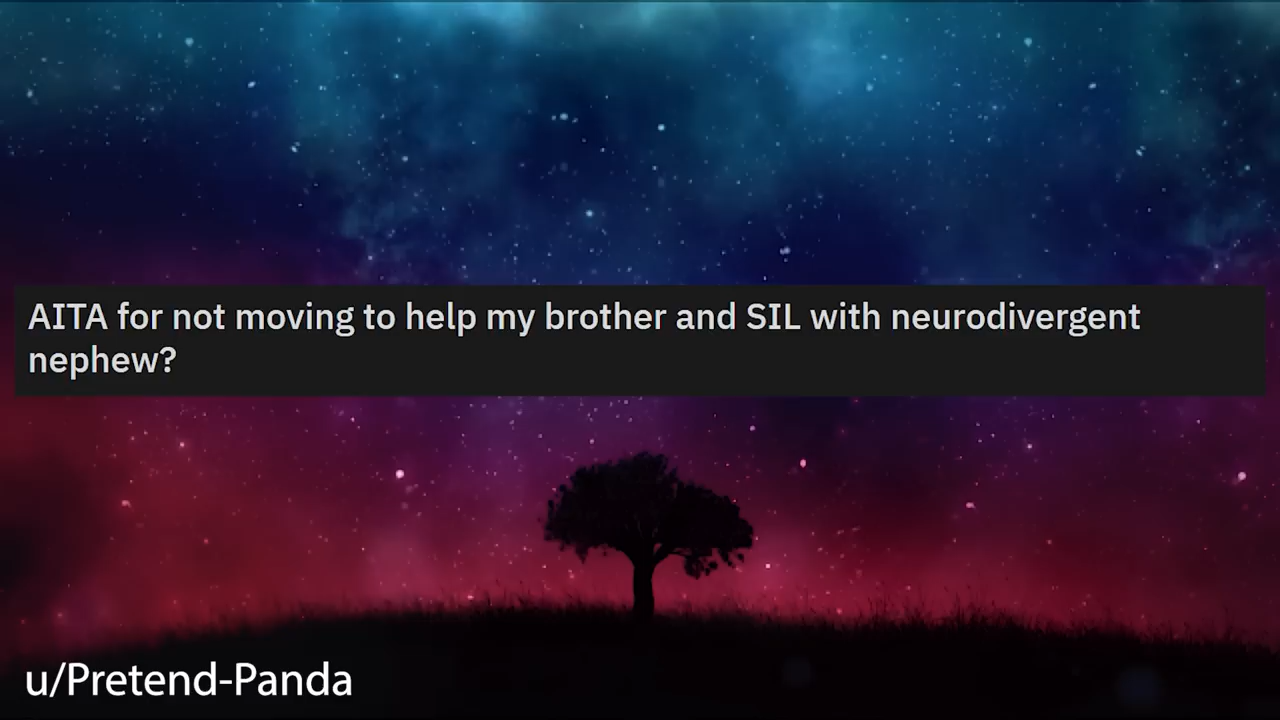 AITA for not moving to help my brother and SIL with neurodivergent
nephew?
u/Pretend-Panda